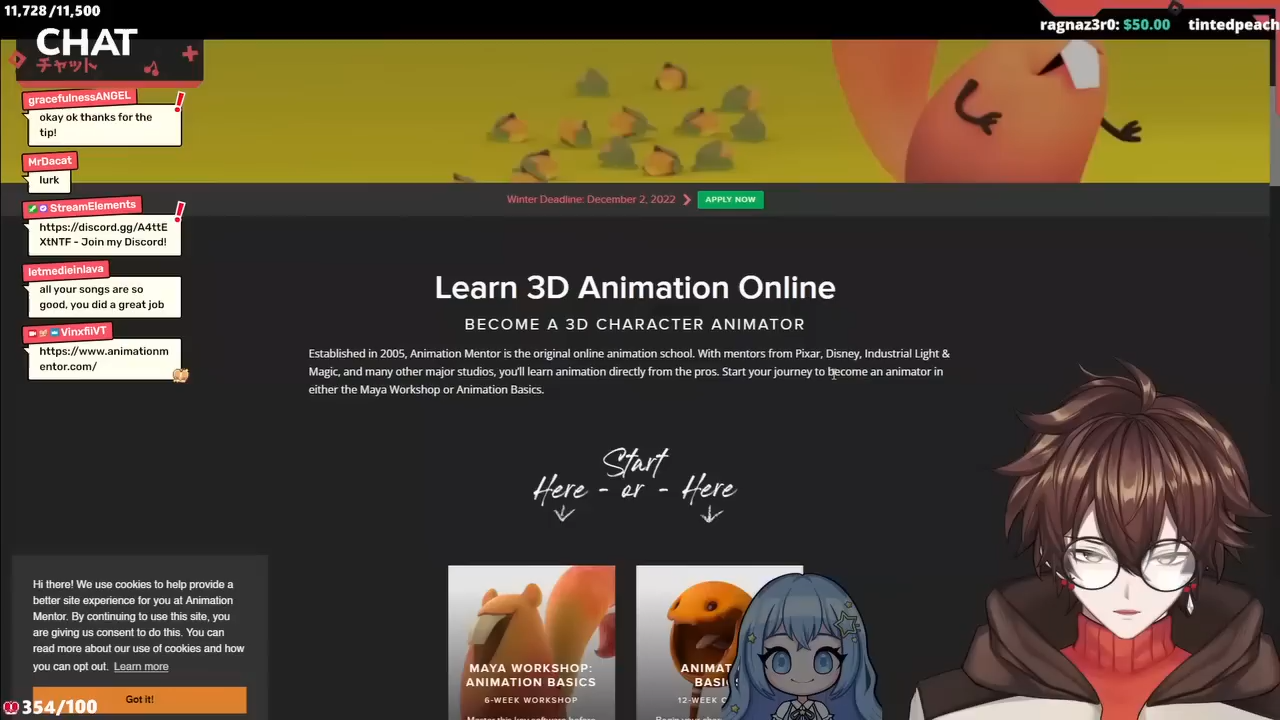 11,728 /11,500
ragnaz3r0: $50.00 tintedpeach
CHAT
チャット
gracefulnessANGEL
okay ok thanks for the
tip!
MrDacat
lurk
StreamElements
https://discord.gg/A4ttE
XtNTF - Join my Discord!
letmedieinlava
all your songs are so
good, you did a great job
VinxfiiVT
https://www.animationm
entor.com/
Winter Deadline: December 2, 2022
APPLY NOW
Learn 3D Animation Online
BECOME A 3D CHARACTER ANIMATOR
Established in 2005, Animation Mentor is the original online animation school. With mentors from Pixar, Disney, Industrial Light &
Magic, and many other major studios, you'll learn animation directly from the pros. Start your journey to become an animator in
either the Maya Workshop or Animation Basics.
Start
Here - or - Here
Hi there! We use cookies to help provide a
better site experience for you at Animation
Mentor. By continuing to use this site, you
are giving us consent to do this. You can
read more about our use of cookies and how
you can opt out. Learn more
Got it!
354/100
MAYA WORKSHOP:
ANIMATION BASICS
6-WEEK WORKSHOP
ANIMAT
BASIC
12-WEEK C